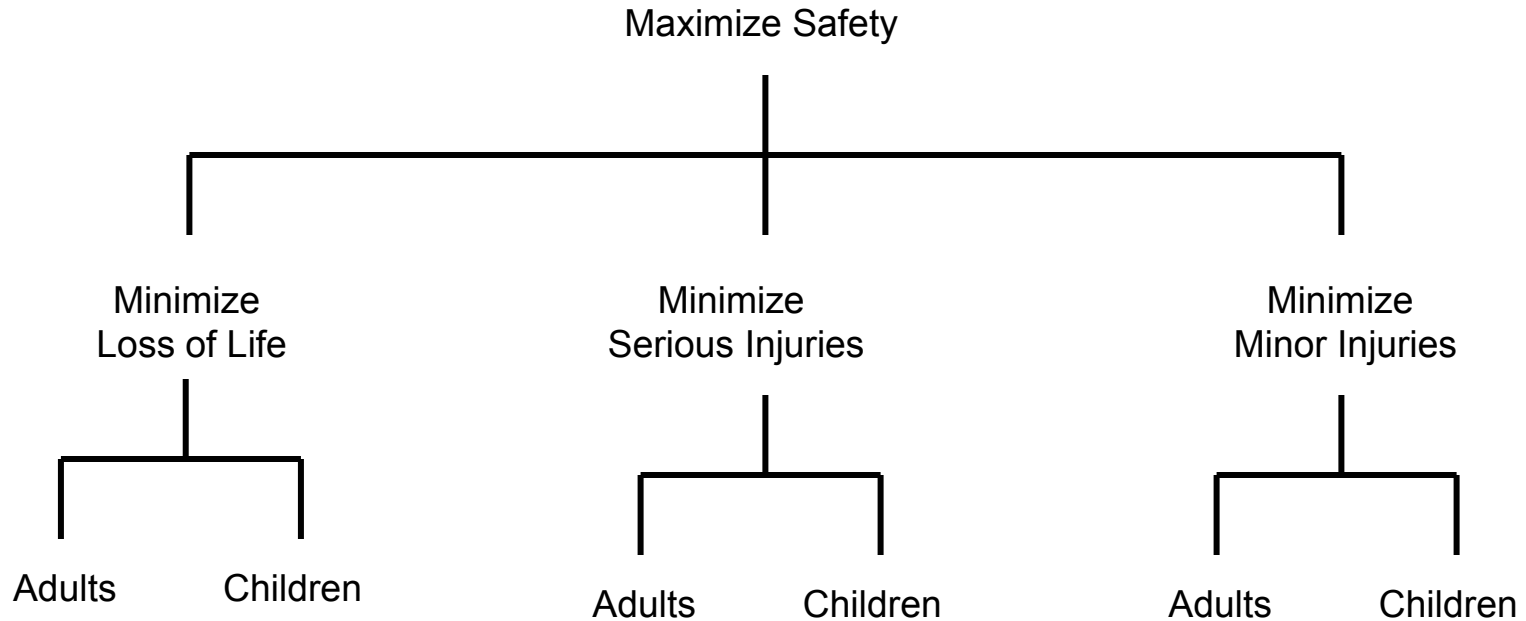 Maximize Safety
Minimize
Loss of Life
Minimize
Serious Injuries
Minimize
Minor Injuries
Adults
Children
Adults
Children
Adults
Children